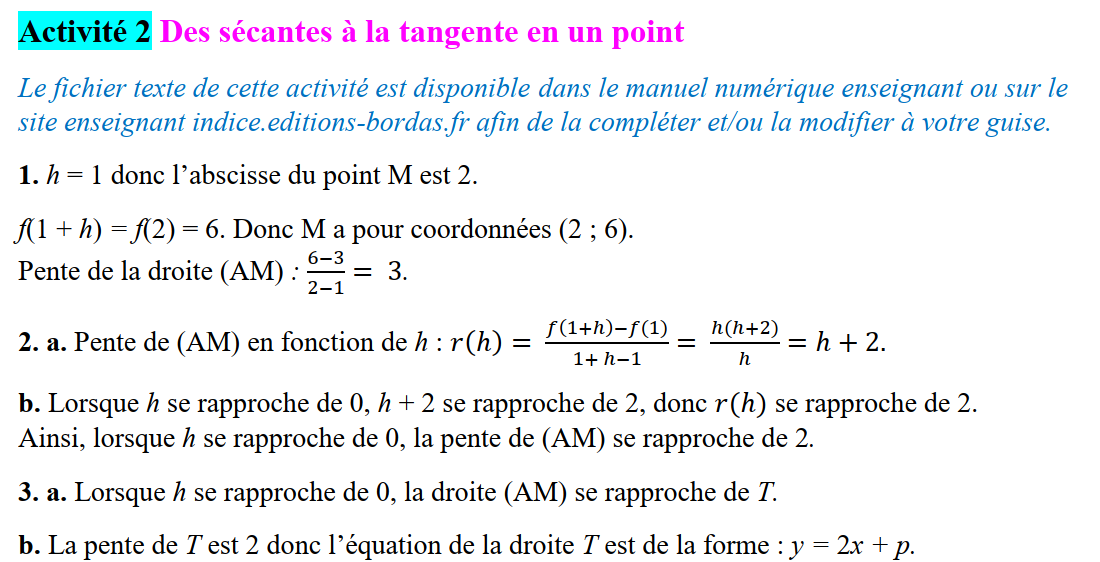 Activité 2 Des sécantes à la tangente en un point
Le fichier texte de cette activité est disponible dans le manuel numérique enseignant ou sur le
site enseignant indice.editions-bordas.fr afin de la compléter et/ou la modifier à votre guise.
1. h = 1 donc l’abscisse du point M est 2.
f(1 + h) = f(2) = 6. Donc M a pour coordonnées (2 ; 6).
Pente de la droite (AM) : \frac{6−3}{2−1} = 3.
2. a. Pente de (AM) en fonction de h : r(h) = \frac{f(1+h)−f(1)}{1+ h−1} = \frac{h(h+2)}{h} = h + 2.
b. Lorsque h se rapproche de 0, h + 2 se rapproche de 2, donc r(h) se rapproche de 2.
Ainsi, lorsque h se rapproche de 0, la pente de (AM) se rapproche de 2.
3. a. Lorsque h se rapproche de 0, la droite (AM) se rapproche de T.
b. La pente de T est 2 donc l’équation de la droite T est de la forme : y = 2x + p.